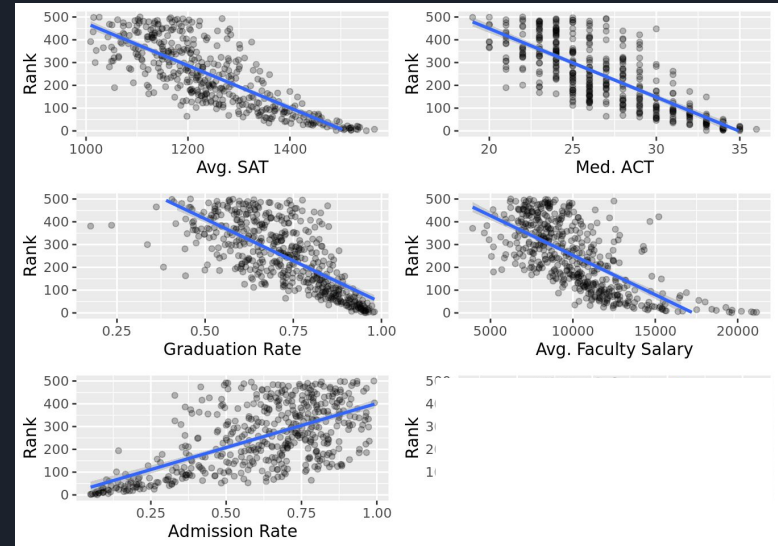 500
400
300
200
100
0
Rank
1000 1200 1400
Avg. SAT
500
400
300
200
100
0
Rank
20 25 30 35
Med. ACT
500
400
300
200
100
0
Rank
0.25 0.50 0.75 1.00
Graduation Rate
500
400
300
200
100
0
Rank
5000 10000 15000 20000
Avg. Faculty Salary
500
400
300
200
100
0
Rank
0.25 0.50 0.75 1.00
Admission Rate
Rank